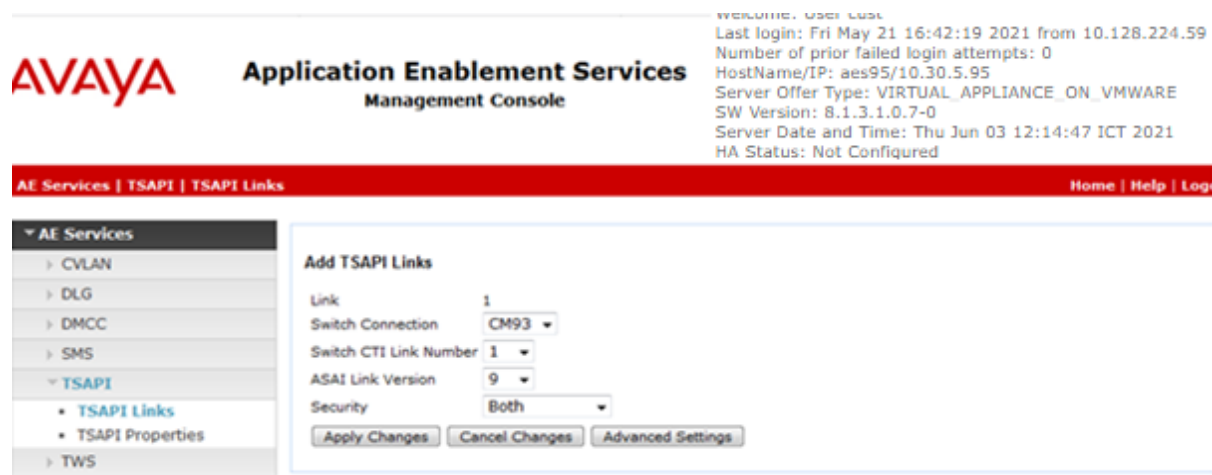 Welcome: User cust
Last login: Fri May 21 16:42:19 2021 from 10.128.224.59
Number of prior failed login attempts: 0
HostName/IP: aes95/10.30.5.95
Server Offer Type: VIRTUAL_APPLIANCE_ON_VMWARE
SW Version: 8.1.3.1.0.7-0
Server Date and Time: Thu Jun 03 12:14:47 ICT 2021
HA Status: Not Configured
AVAYA
Application Enablement Services
Management Console
AE Services | TSAPI | TSAPI Links
Home | Help | Logo
AE Services
CVLAN
DLG
DMCC
SMS
TSAPI
TSAPI Links
TSAPI Properties
TWS
Add TSAPI Links
Link 1
Switch Connection CM93
Switch CTI Link Number 1
ASAI Link Version 9
Security Both
Apply Changes Cancel Changes Advanced Settings